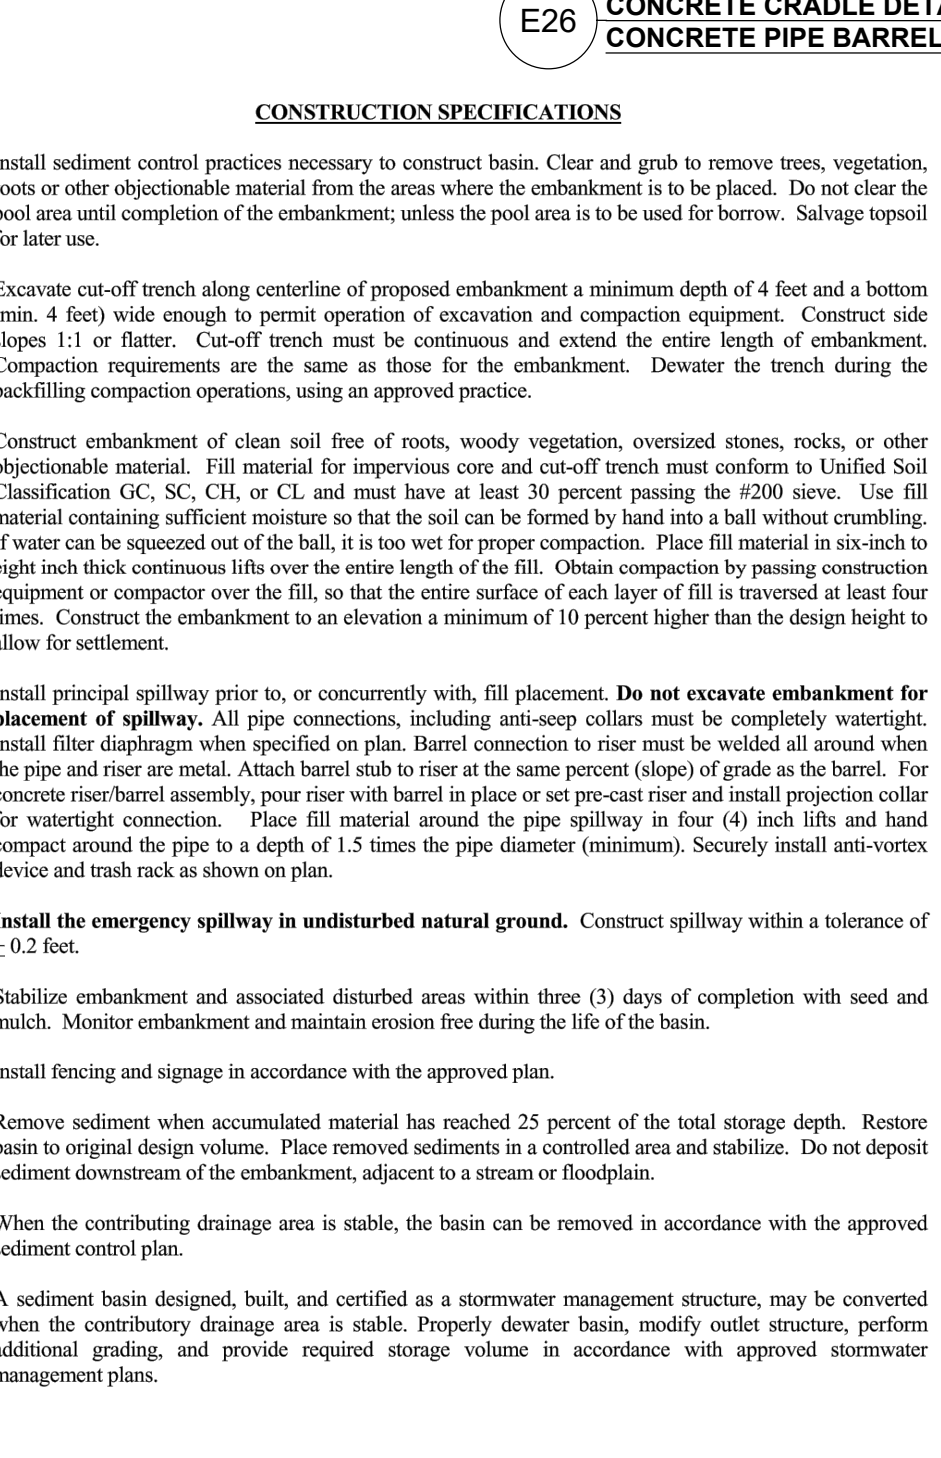 E26
CONCRETE CRADLE DETA
CONCRETE PIPE BARREL
CONSTRUCTION SPECIFICATIONS
nstall sediment control practices necessary to construct basin. Clear and grub to remove trees, vegetation,
oots or other objectionable material from the areas where the embankment is to be placed. Do not clear the
pool area until completion of the embankment; unless the pool area is to be used for borrow. Salvage topsoil
for later use.
Excavate cut-off trench along centerline of proposed embankment a minimum depth of 4 feet and a bottom
min. 4 feet) wide enough to permit operation of excavation and compaction equipment. Construct side
lopes 1:1 or flatter. Cut-off trench must be continuous and extend the entire length of embankment.
Compaction requirements are the same as those for the embankment. Dewater the trench during the
backfilling compaction operations, using an approved practice.
Construct embankment of clean soil free of roots, woody vegetation, oversized stones, rocks, or other
objectionable material. Fill material for impervious core and cut-off trench must conform to Unified Soil
Classification GC, SC, CH, or CL and must have at least 30 percent passing the #200 sieve. Use fill
material containing sufficient moisture so that the soil can be formed by hand into a ball without crumbling.
f water can be squeezed out of the ball, it is too wet for proper compaction. Place fill material in six-inch to
eight inch thick continuous lifts over the entire length of the fill. Obtain compaction by passing construction
equipment or compactor over the fill, so that the entire surface of each layer of fill is traversed at least four
imes. Construct the embankment to an elevation a minimum of 10 percent higher than the design height to
allow for settlement.
nstall principal spillway prior to, or concurrently with, fill placement. Do not excavate embankment for
placement of spillway. All pipe connections, including anti-seep collars must be completely watertight.
nstall filter diaphragm when specified on plan. Barrel connection to riser must be welded all around when
he pipe and riser are metal. Attach barrel stub to riser at the same percent (slope) of grade as the barrel. For
concrete riser/barrel assembly, pour riser with barrel in place or set pre-cast riser and install projection collar
for watertight connection. Place fill material around the pipe spillway in four (4) inch lifts and hand
compact around the pipe to a depth of 1.5 times the pipe diameter (minimum). Securely install anti-vortex
device and trash rack as shown on plan.
Install the emergency spillway in undisturbed natural ground. Construct spillway within a tolerance of
± 0.2 feet.
Stabilize embankment and associated disturbed areas within three (3) days of completion with seed and
mulch. Monitor embankment and maintain erosion free during the life of the basin.
nstall fencing and signage in accordance with the approved plan.
Remove sediment when accumulated material has reached 25 percent of the total storage depth. Restore
basin to original design volume. Place removed sediments in a controlled area and stabilize. Do not deposit
sediment downstream of the embankment, adjacent to a stream or floodplain.
When the contributing drainage area is stable, the basin can be removed in accordance with the approved
sediment control plan.
A sediment basin designed, built, and certified as a stormwater management structure, may be converted
when the contributory drainage area is stable. Properly dewater basin, modify outlet structure, perform
additional grading, and provide required storage volume in accordance with approved stormwater
management plans.